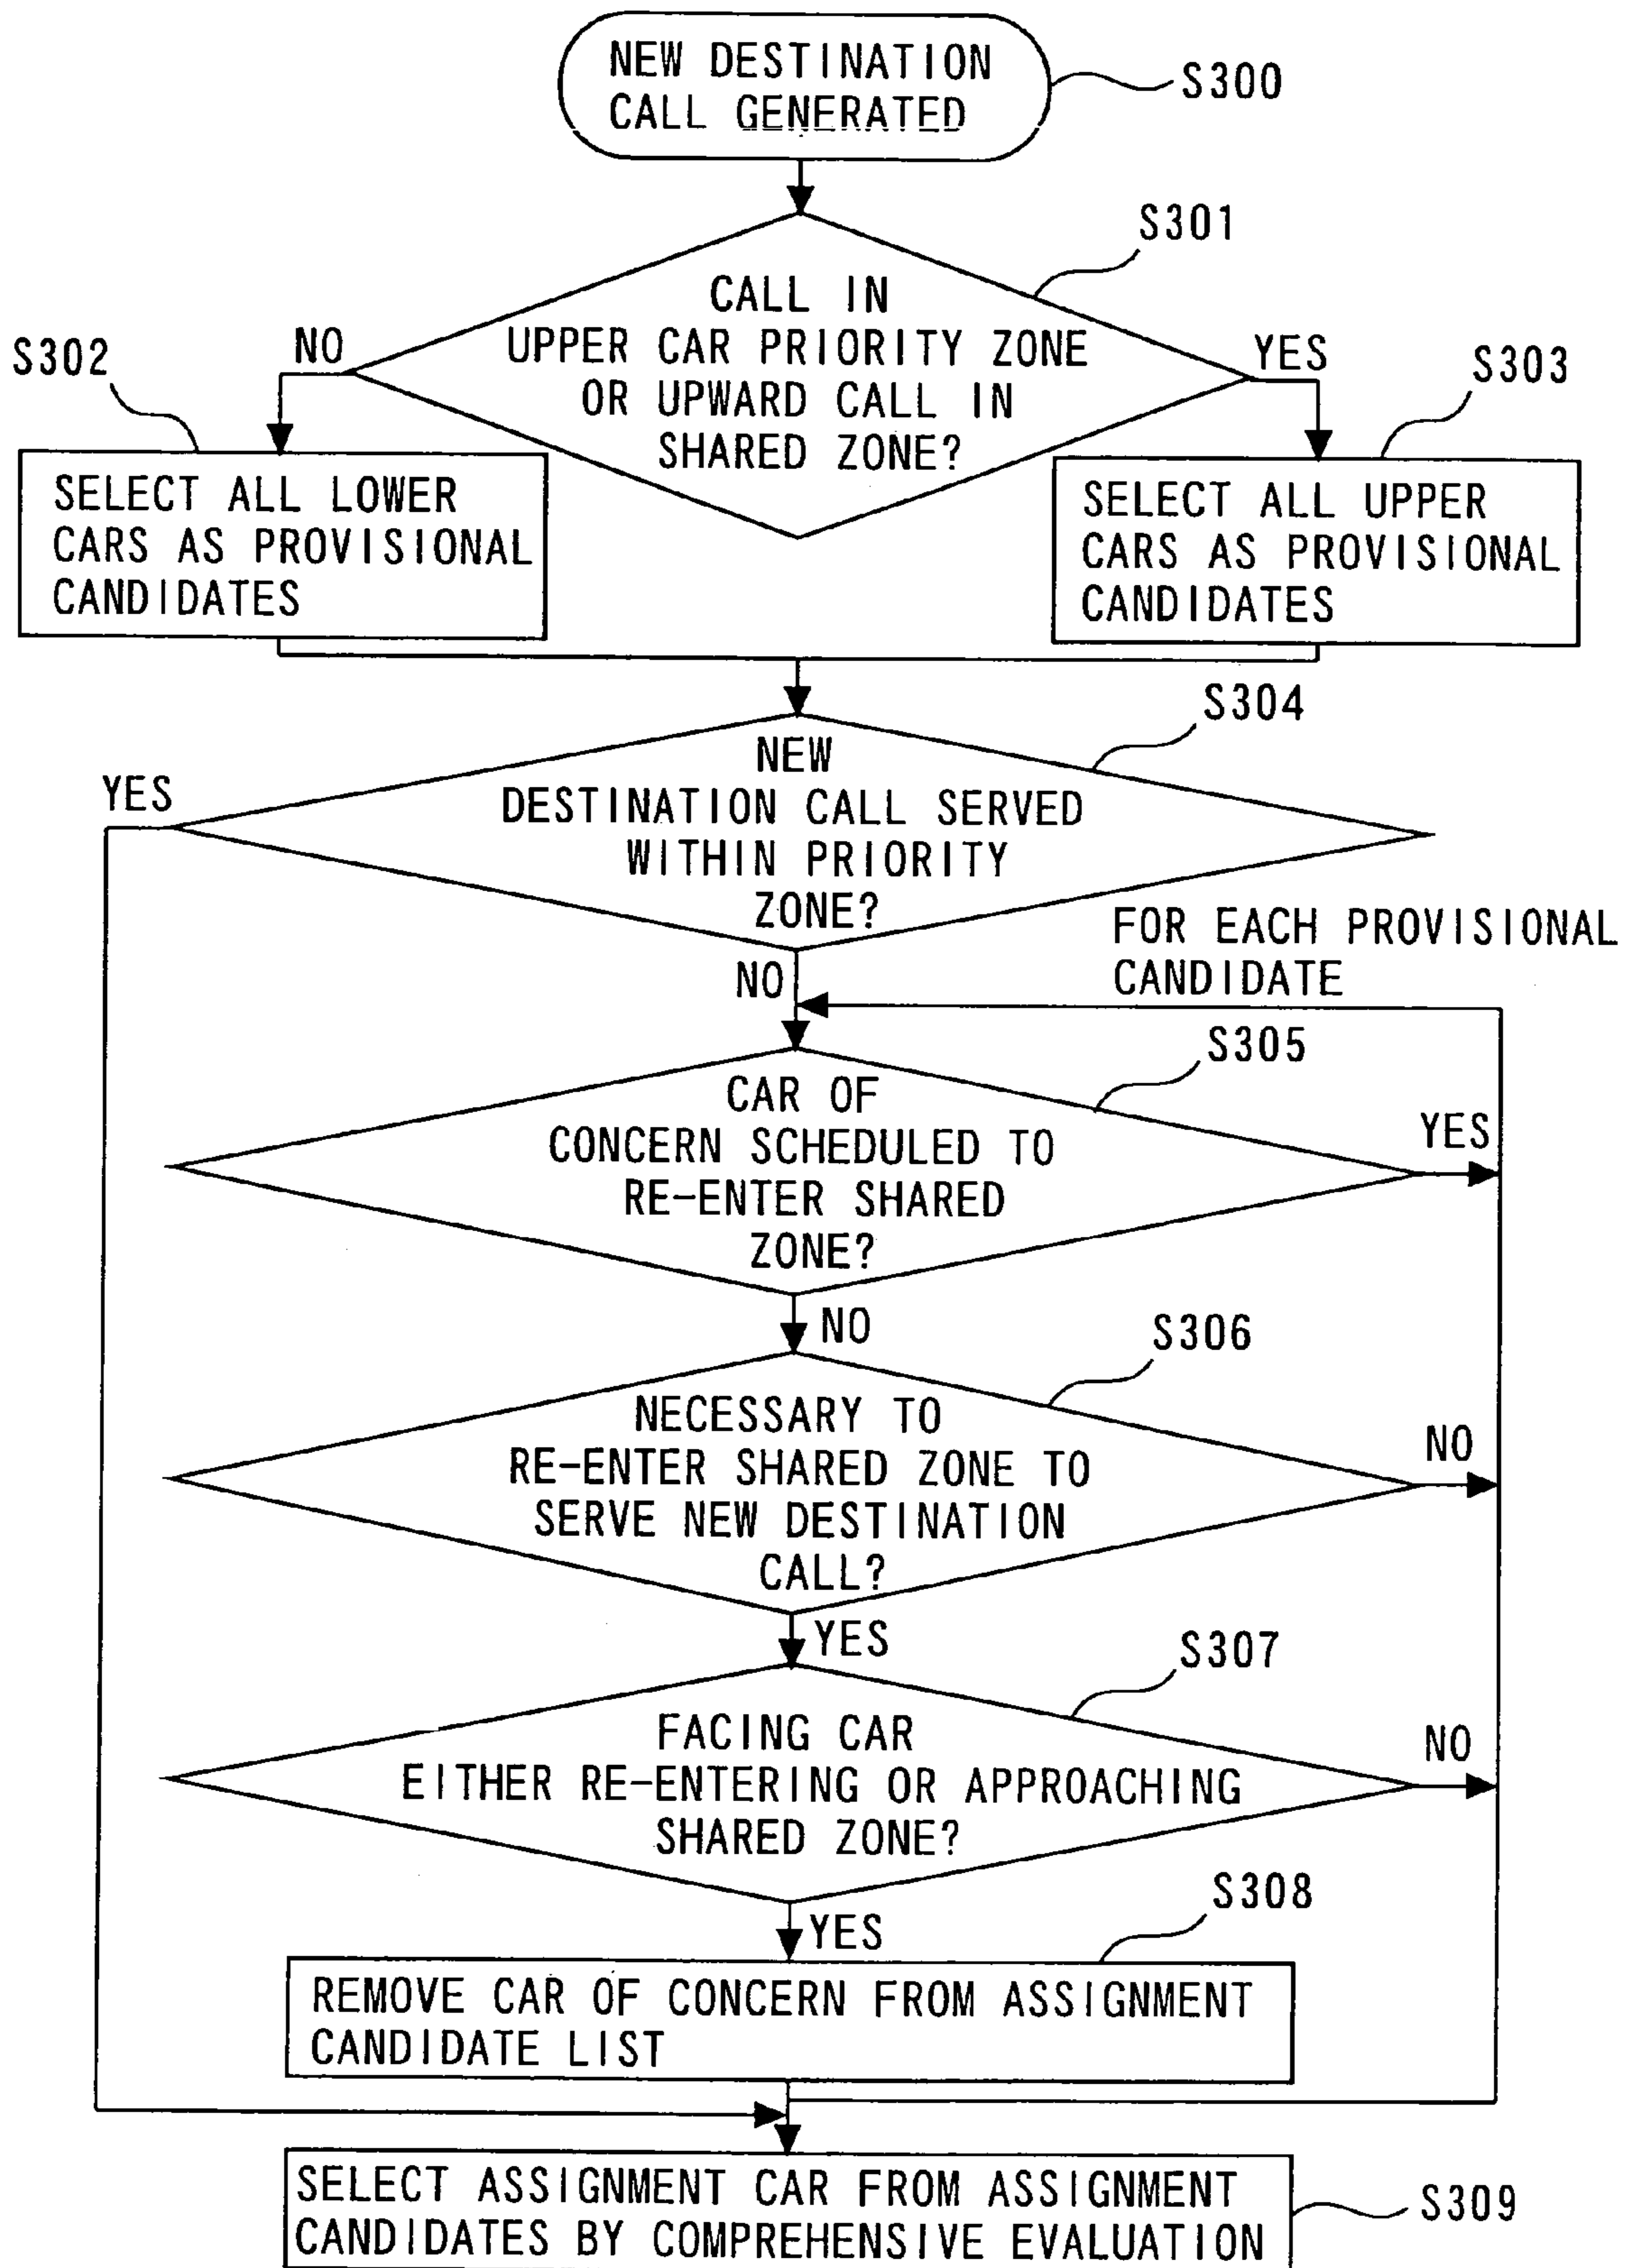 NEW DESTINATION
CALL GENERATED
S300
S301
CALL IN
UPPER CAR PRIORITY ZONE
OR UPWARD CALL IN
SHARED ZONE?
NO
YES
S302
S303
SELECT ALL LOWER
CARS AS PROVISIONAL
CANDIDATES
SELECT ALL UPPER
CARS AS PROVISIONAL
CANDIDATES
S304
NEW
DESTINATION CALL SERVED
WITHIN PRIORITY
ZONE?
YES
NO
FOR EACH PROVISIONAL
CANDIDATE
S305
CAR OF
CONCERN SCHEDULED TO
RE-ENTER SHARED
ZONE?
YES
NO
S306
NECESSARY TO
RE-ENTER SHARED ZONE TO
SERVE NEW DESTINATION
CALL?
NO
YES
S307
FACING CAR
EITHER RE-ENTERING OR APPROACHING
SHARED ZONE?
NO
YES
S308
REMOVE CAR OF CONCERN FROM ASSIGNMENT
CANDIDATE LIST
SELECT ASSIGNMENT CAR FROM ASSIGNMENT
CANDIDATES BY COMPREHENSIVE EVALUATION
S309